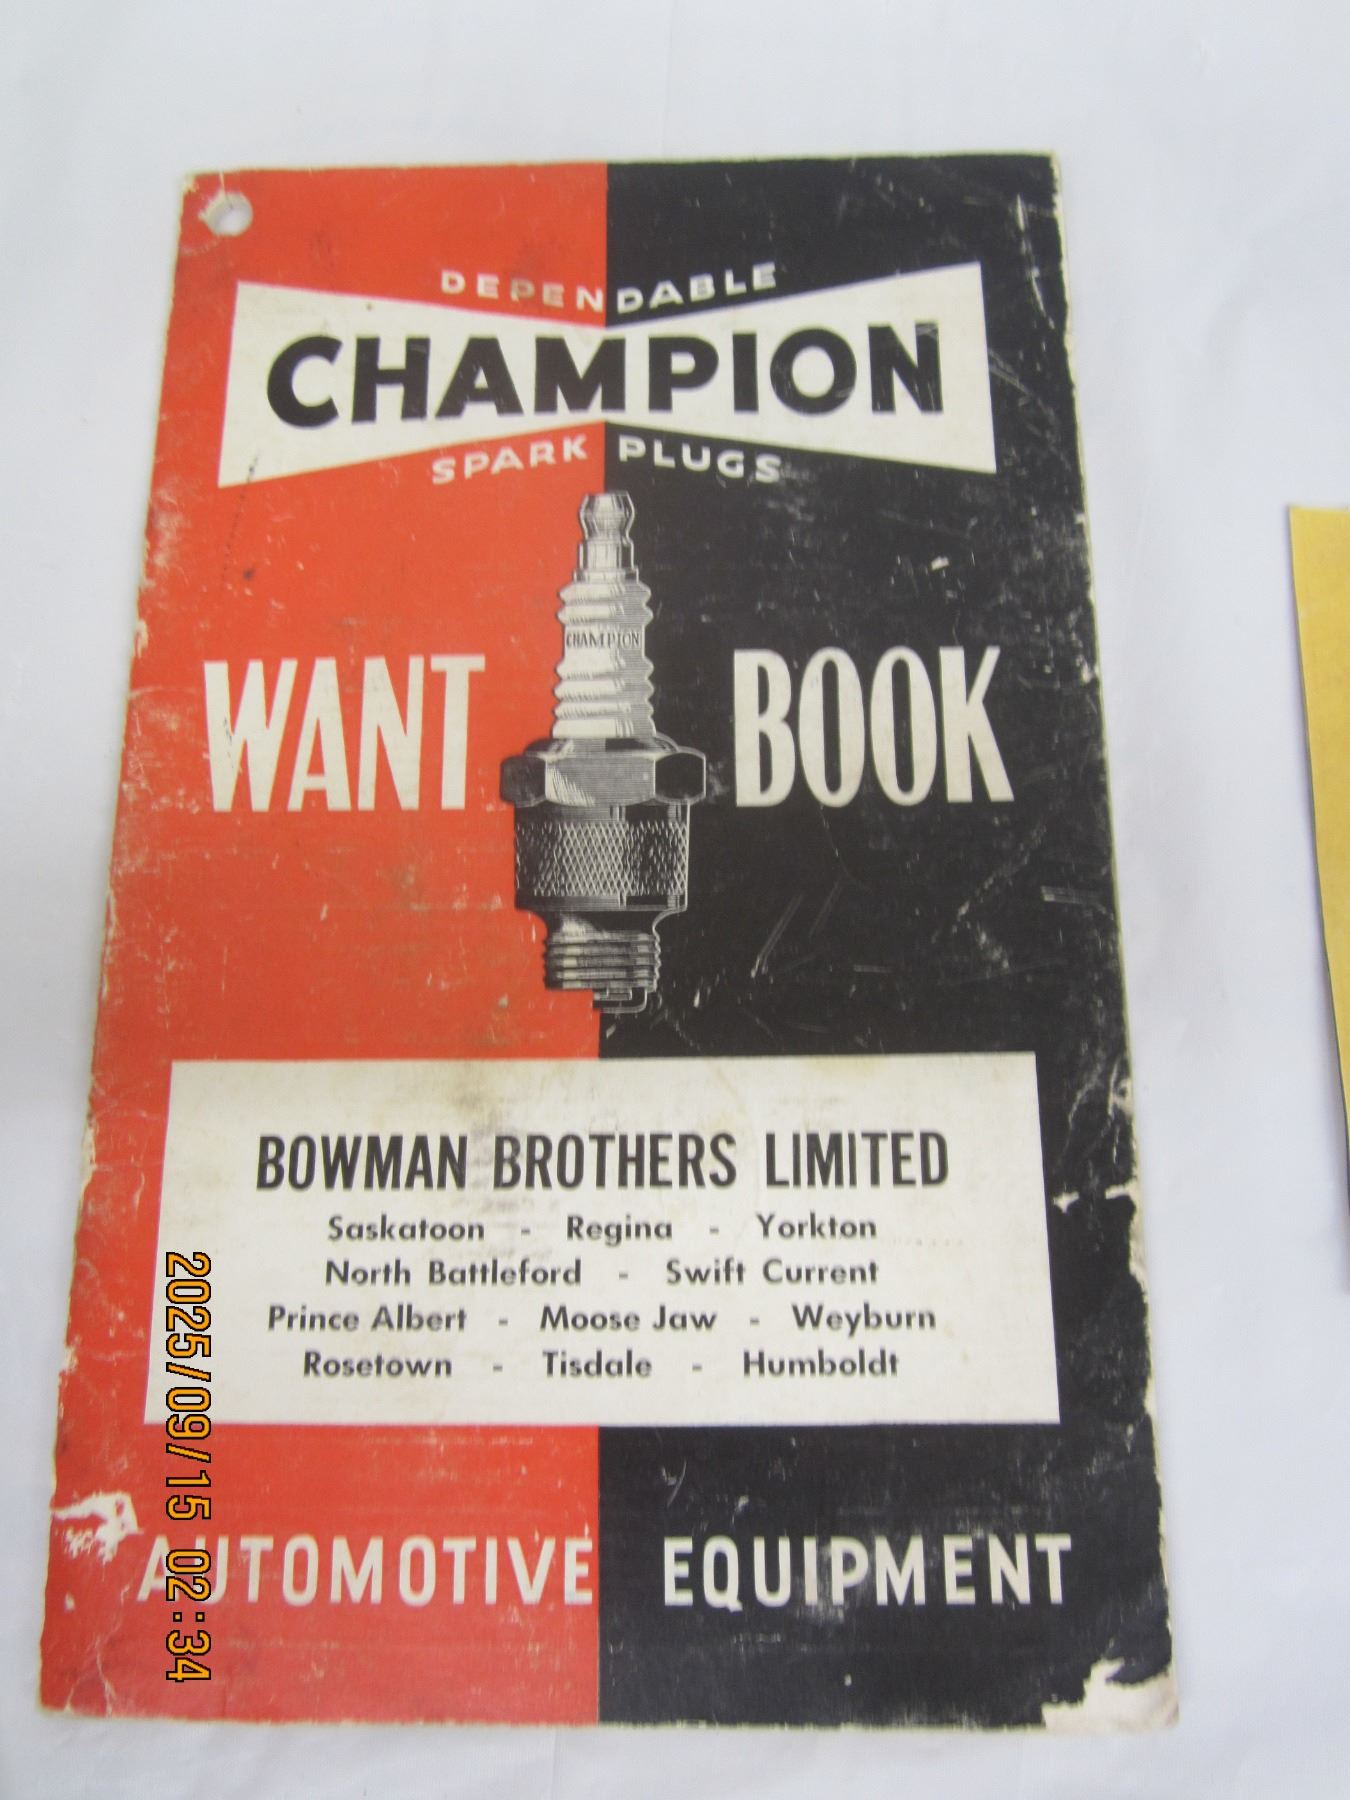 DEPENDABLE
CHAMPION
SPARK PLUGS
CHAMPION
WANT BOOK
BOWMAN BROTHERS LIMITED
Saskatoon - Regina - Yorkton
North Battleford - Swift Current
Prince Albert - Moose Jaw - Weyburn
Rosetown - Tisdale - Humboldt
AUTOMOTIVE EQUIPMENT
2025/09/15 02:34